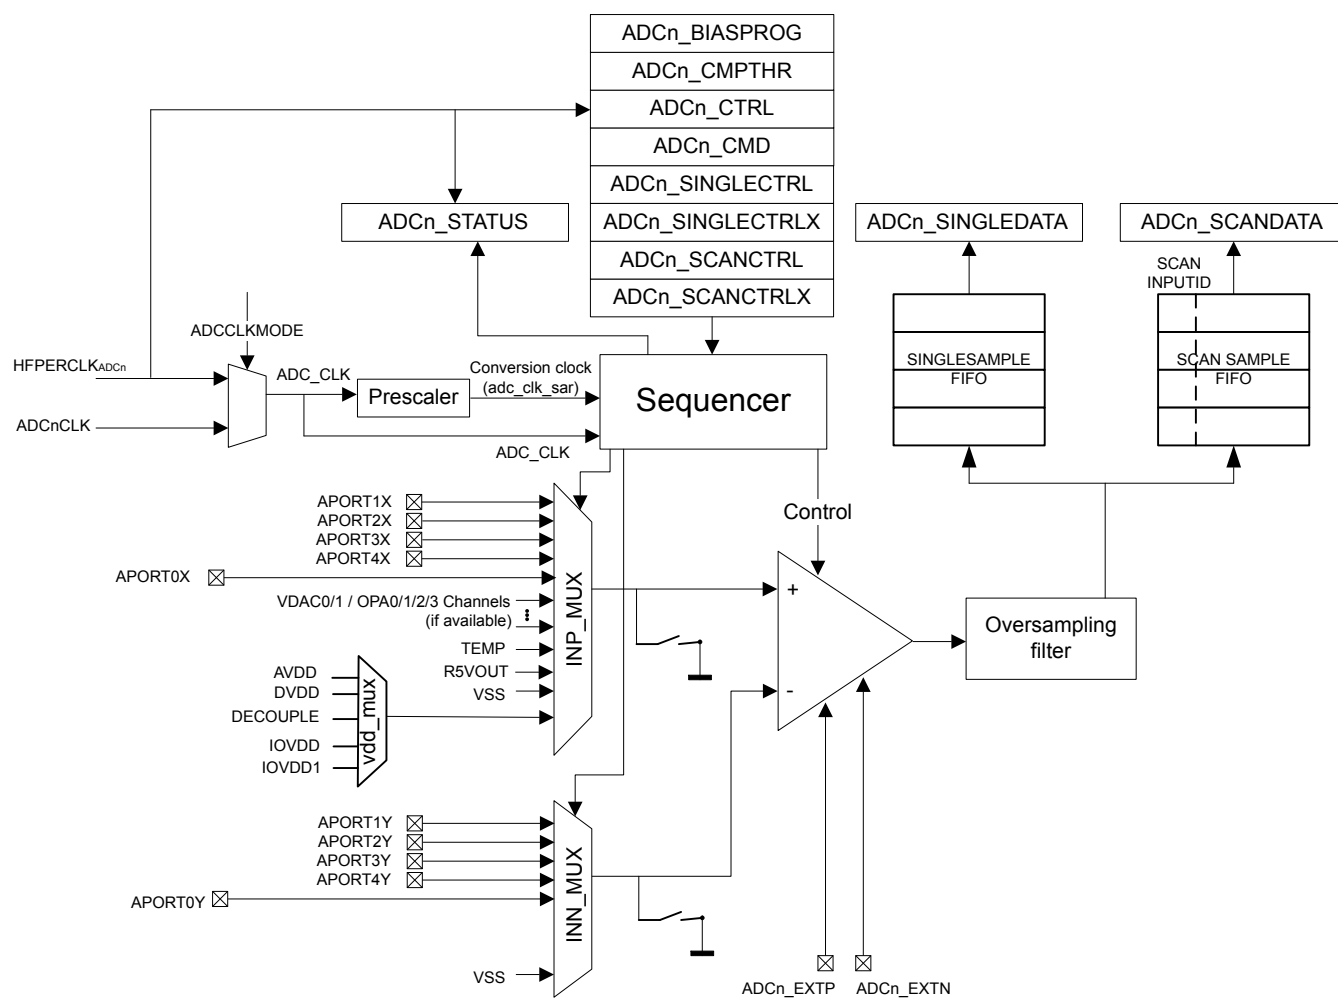 ADCn_BIASPROG
ADCn_CMPTHR
ADCn_CTRL
ADCn_CMD
ADCn_SINGLECTRL
ADCn_SINGLECTRLX
ADCn_SCANCTRL
ADCn_SCANCTRLX
ADCn_STATUS
ADCn_SINGLEDATA
ADCn_SCANDATA
SCAN
INPUTID
ADCCLKMODE
HFPERCLKADCn
ADCnCLK
ADC_CLK
Prescaler
Conversion clock
(adc_clk_sar)
ADC_CLK
Sequencer
SINGLESAMPLE
FIFO
SCAN SAMPLE
FIFO
APORT1X
APORT2X
APORT3X
APORT4X
APORT0X
VDAC0/1 / OPA0/1/2/3 Channels
(if available)
TEMP
R5VOUT
VSS
INP_MUX
AVDD
DVDD
DECOUPLE
IOVDD
IOVDD1
vdd_mux
Control
+
-
Oversampling
filter
APORT1Y
APORT2Y
APORT3Y
APORT4Y
APORT0Y
VSS
INN_MUX
ADCn_EXTP
ADCn_EXTN